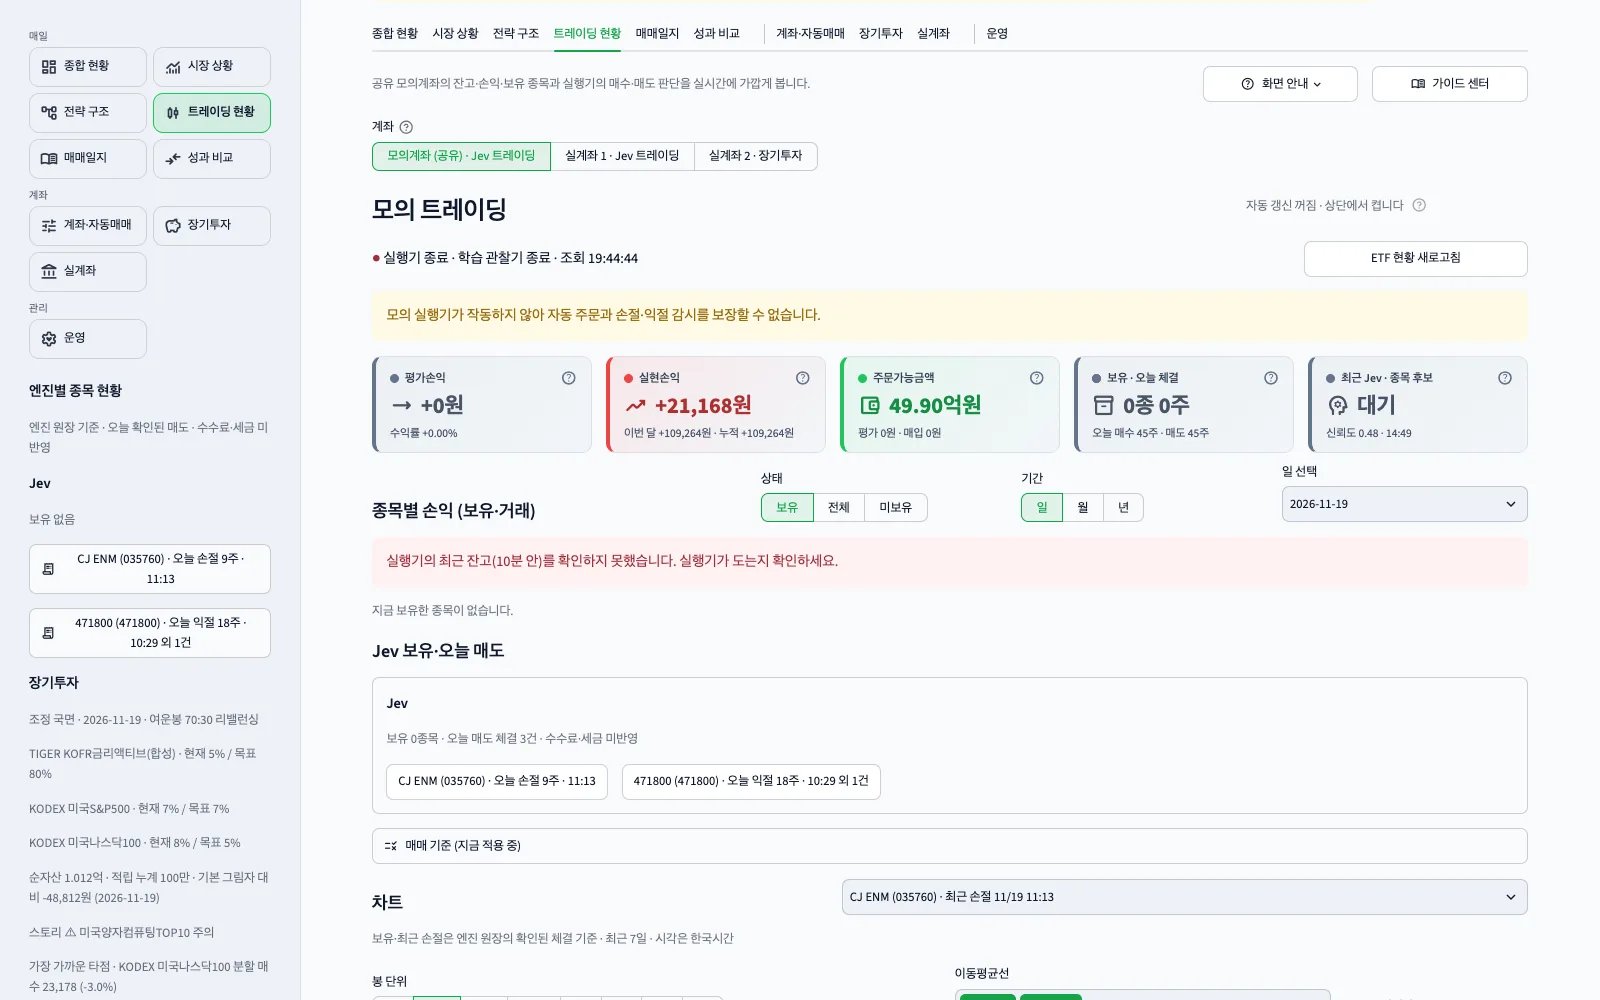 매일
종합 현황
시장 상황
전략 구조
트레이딩 현황
매매일지
성과 비교
계좌
계좌·자동매매
장기투자
실계좌
관리
운영
엔진별 종목 현황
엔진 원장 기준 · 오늘 확인된 매도 · 수수료·세금 미
반영
Jev
보유 없음
CJ ENM (035760) · 오늘 손절 9주 ·
11:13
471800 (471800) · 오늘 익절 18주 ·
10:29 외 1건
장기투자
조정 국면 · 2026-11-19 · 여운봉 70:30 리밸런싱
TIGER KOFR금리액티브(합성) · 현재 5% / 목표
80%
KODEX 미국S&P500 · 현재 7% / 목표 7%
KODEX 미국나스닥100 · 현재 8% / 목표 5%
순자산 1.012억 · 적립 누계 100만 · 기본 그림자 대
비 -48,812원 (2026-11-19)
스토리 ⚠ 미국양자컴퓨팅TOP10 주의
가장 가까운 타점 · KODEX 미국나스닥100 분할 매
수 23,178 (-3.0%)
종합 현황 시장 상황 전략 구조 트레이딩 현황 매매일지 성과 비교 계좌·자동매매 장기투자 실계좌 운영
공유 모의계좌의 잔고·손익·보유 종목과 실행기의 매수·매도 판단을 실시간에 가깝게 봅니다.
화면 안내
가이드 센터
계좌
모의계좌 (공유) · Jev 트레이딩
실계좌 1 · Jev 트레이딩
실계좌 2 · 장기투자
모의 트레이딩
자동 갱신 꺼짐 · 상단에서 켭니다
실행기 종료 · 학습 관찰기 종료 · 조회 19:44:44
ETF 현황 새로고침
모의 실행기가 작동하지 않아 자동 주문과 손절·익절 감시를 보장할 수 없습니다.
평가손익
→ +0원
수익률 +0.00%
실현손익
+21,168원
이번 달 +109,264원 · 누적 +109,264원
주문가능금액
49.90억원
평가 0원 · 매입 0원
보유 · 오늘 체결
0종 0주
오늘 매수 45주 · 매도 45주
최근 Jev · 종목 후보
대기
신뢰도 0.48 · 14:49
종목별 손익 (보유·거래)
상태
보유 전체 미보유
기간
일 월 년
일 선택
2026-11-19
실행기의 최근 잔고(10분 안)를 확인하지 못했습니다. 실행기가 도는지 확인하세요.
지금 보유한 종목이 없습니다.
Jev 보유·오늘 매도
Jev
보유 0종목 · 오늘 매도 체결 3건 · 수수료·세금 미반영
CJ ENM (035760) · 오늘 손절 9주 · 11:13
471800 (471800) · 오늘 익절 18주 · 10:29 외 1건
매매 기준 (지금 적용 중)
차트
CJ ENM (035760) · 최근 손절 11/19 11:13
보유·최근 손절은 엔진 원장의 확인된 체결 기준 · 최근 7일 · 시각은 한국시간
봉 단위
이동평균선